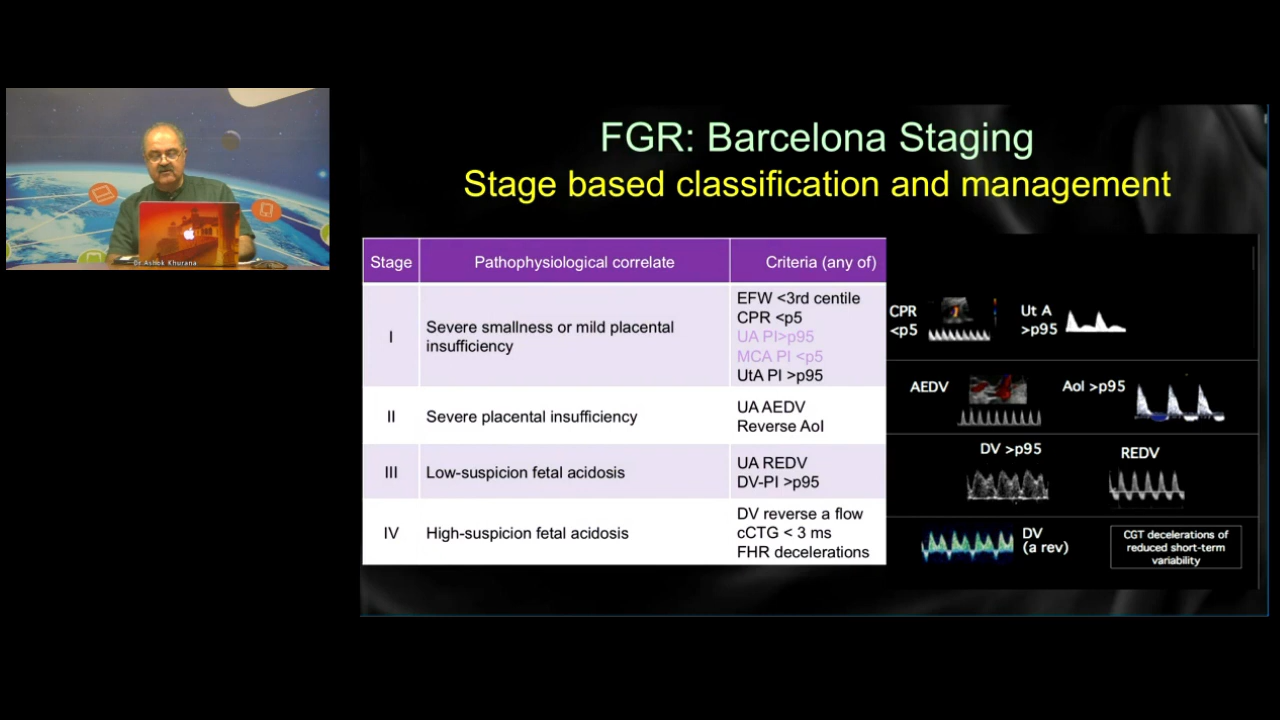 Dr Ashok Khurana
FGR: Barcelona Staging
Stage based classification and management
Stage Pathophysiological correlate Criteria (any of)
I Severe smallness or mild placental insufficiency
EFW <3rd centile
CPR <p5
UA PI>p95
MCA PI <p5
UtA PI >p95
II Severe placental insufficiency
UA AEDV
Reverse AoI
III Low-suspicion fetal acidosis
UA REDV
DV-PI >p95
IV High-suspicion fetal acidosis
DV reverse a flow
cCTG < 3 ms
FHR decelerations
CPR
<p5
Ut A
>p95
AEDV
AoI >p95
DV >p95
REDV
DV
(a rev)
CGT decelerations of
reduced short-term
variability